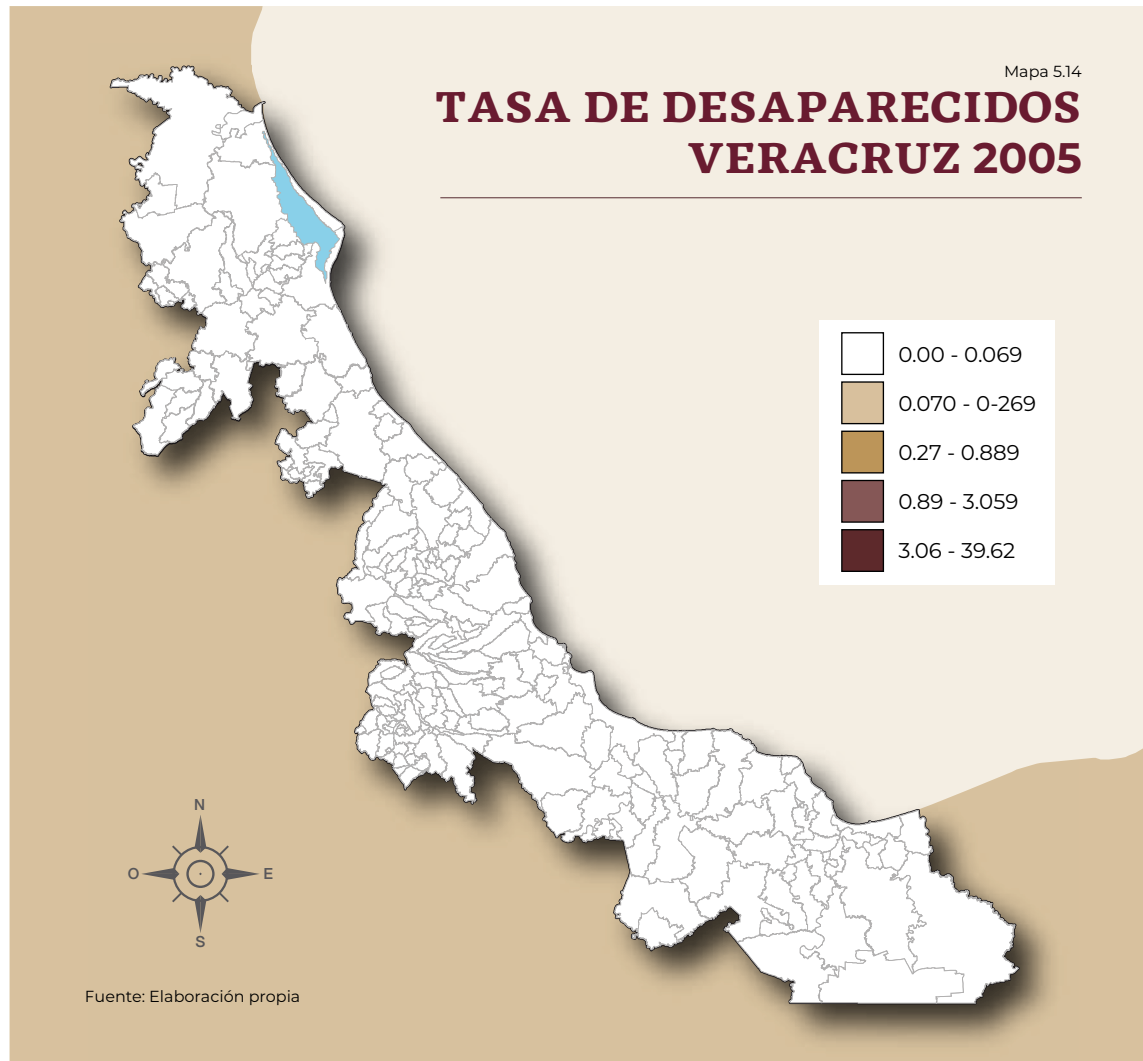 Mapa 5.14
TASA DE DESAPARECIDOS
VERACRUZ 2005
0.00 - 0.069
0.070 - 0-269
0.27 - 0.889
0.89 - 3.059
3.06 - 39.62
N
O
E
S
Fuente: Elaboración propia